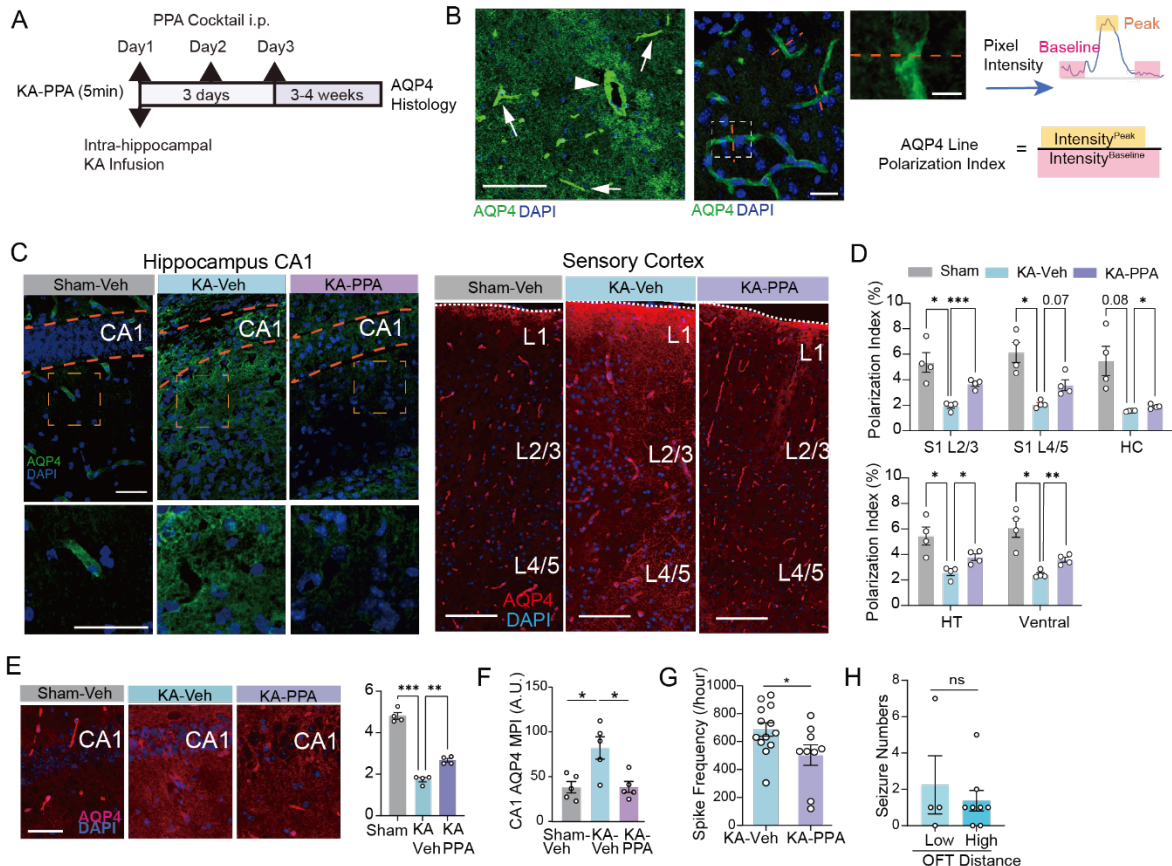 A
PPA Cocktail i.p.
Day1 Day2 Day3
KA-PPA (5min) 3 days 3-4 weeks AQP4
Histology
Intra-hippocampal
KA Infusion
B
AQP4 DAPI
AQP4 DAPI
Pixel
Intensity
Baseline
Peak
AQP4 Line
Polarization Index
=
Intensity^Peak
Intensity^Baseline
C
Hippocampus CA1
Sham-Veh KA-Veh KA-PPA
CA1 CA1 CA1
AQP4
DAPI
Sensory Cortex
Sham-Veh KA-Veh KA-PPA
L1 L1 L1
L2/3 L2/3 L2/3
L4/5 L4/5 L4/5
AQP4
DAPI
D
Sham KA-Veh KA-PPA
Polarization Index (%)
10
8
6
4
2
0
* *** * 0.07 0.08 *
S1 L2/3 S1 L4/5 HC
Polarization Index (%)
10
8
6
4
2
0
* * * **
HT Ventral
E
Sham-Veh KA-Veh KA-PPA
CA1 CA1 CA1
AQP4
DAPI
6
4
2
0
*** **
Sham KA KA
Veh PPA
F
CA1 AQP4 MPI (A.U.)
150
100
50
0
* *
Sham- KA- KA-
Veh Veh PPA
G
Spike Frequency (/hour)
1000
800
600
400
200
0
*
KA-Veh KA-PPA
H
Seizure Numbers
8
6
4
2
0
ns
Low High
OFT Distance